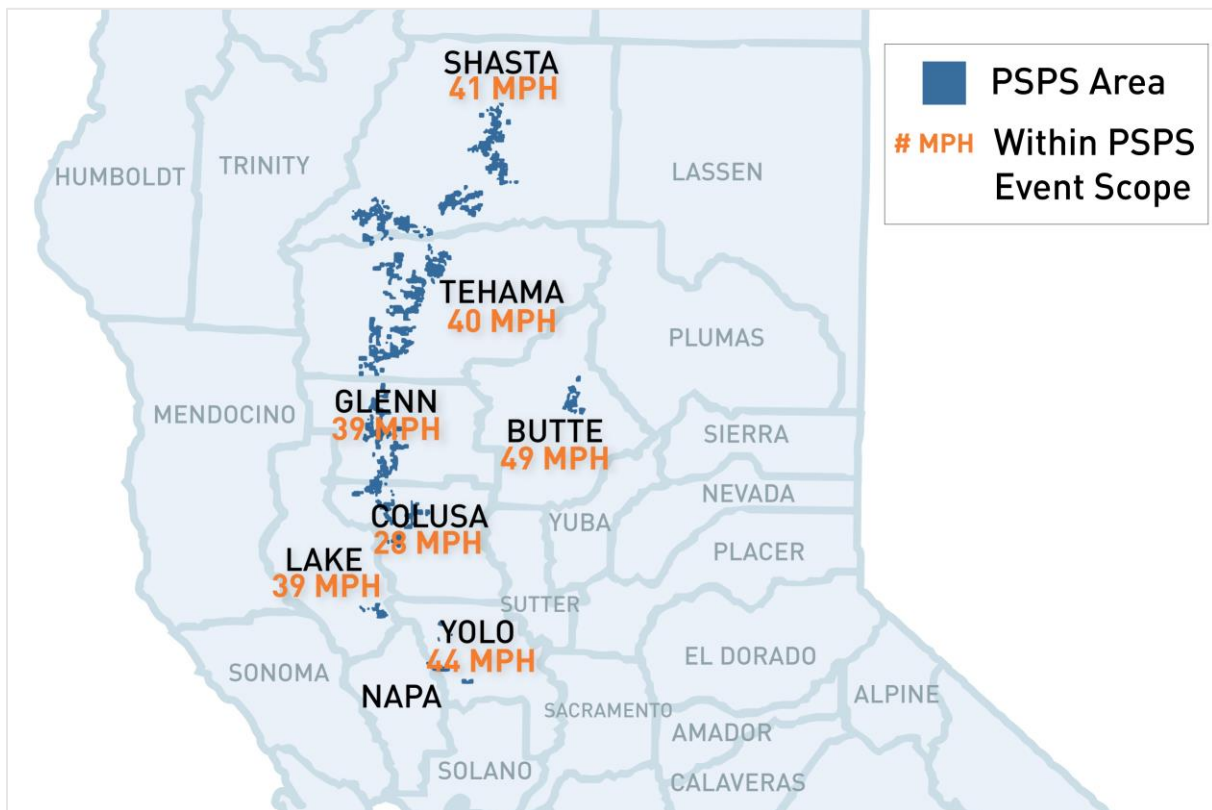 SHASTA
41 MPH
PSPS Area
# MPH Within PSPS
Event Scope
HUMBOLDT
TRINITY
LASSEN
TEHAMA
40 MPH
PLUMAS
MENDOCINO
GLENN
39 MPH
BUTTE
49 MPH
SIERRA
NEVADA
COLUSA
28 MPH
YUBA
PLACER
LAKE
39 MPH
SUTTER
YOLO
44 MPH
SONOMA
NAPA
EL DORADO
ALPINE
SACRAMENTO
AMADOR
SOLANO
CALAVERAS